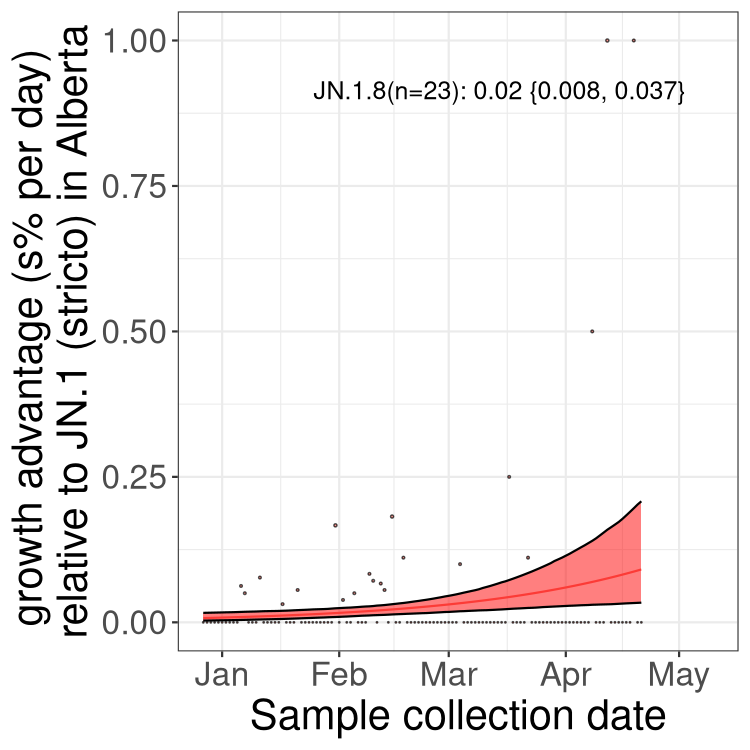 growth advantage (s% per day)
relative to JN.1 (stricto) in Alberta
1.00
JN.1.8(n=23): 0.02 {0.008, 0.037}
0.75
0.50
0.25
0.00
Jan Feb Mar Apr May
Sample collection date